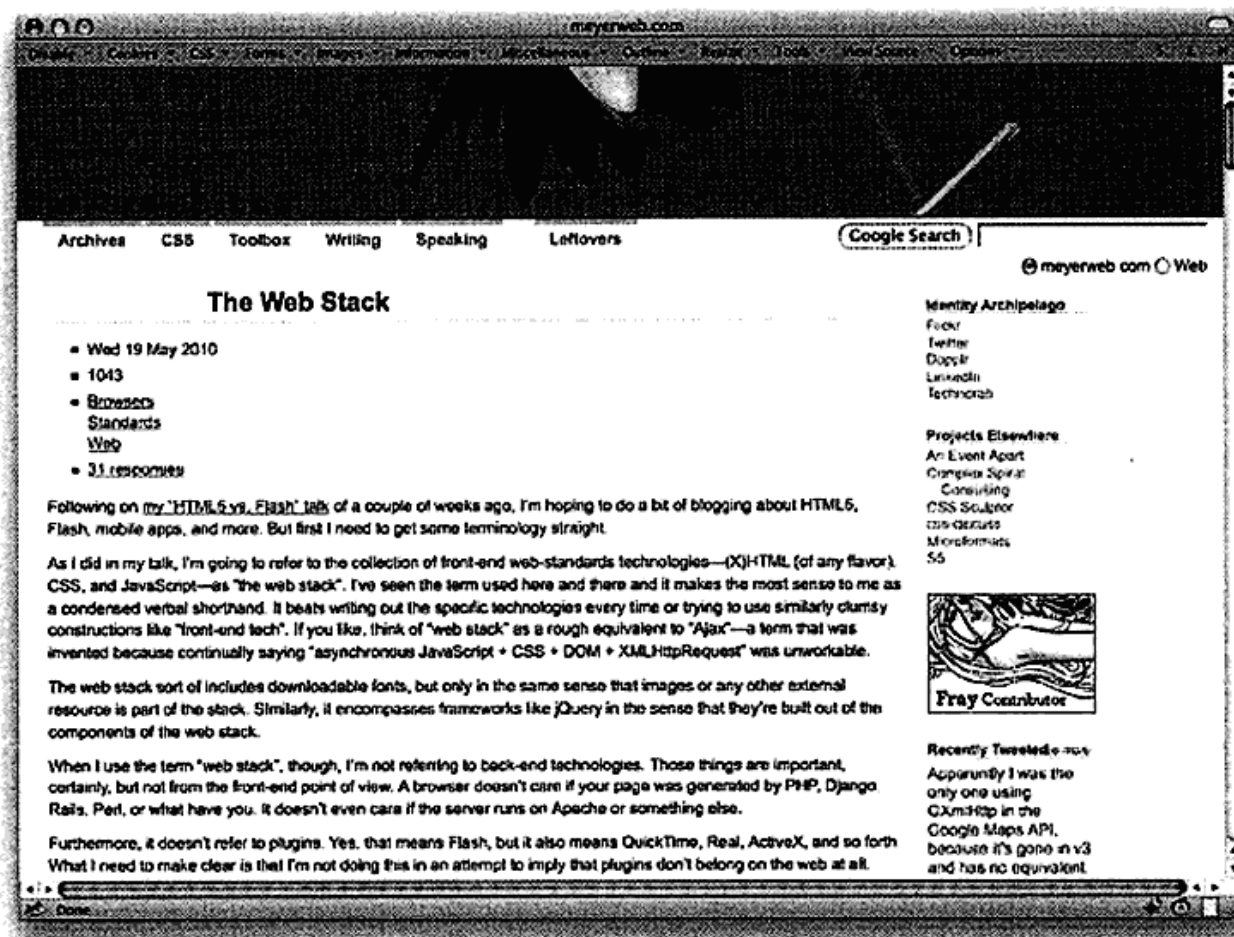 meyerweb.com
CSS Forms Images Information Miscellaneous Outline Resize Tools View Source Options
Archives CSS Toolbox Writing Speaking Leftovers Google Search
meyerweb com Web
The Web Stack
Wed 19 May 2010
1043
Browsers
Standards
Web
31 responses
Following on my "HTML5 vs. Flash" talk of a couple of weeks ago, I'm hoping to do a bit of blogging about HTML5,
Flash, mobile apps, and more. But first I need to get some terminology straight.
As I did in my talk, I'm going to refer to the collection of front-end web-standards technologies—(X)HTML (of any flavor),
CSS, and JavaScript—as "the web stack". I've seen the term used here and there and it makes the most sense to me as
a condensed verbal shorthand. It beats writing out the specific technologies every time or trying to use similarly clumsy
constructions like "front-end tech". If you like, think of "web stack" as a rough equivalent to "Ajax"—a term that was
invented because continually saying "asynchronous JavaScript + CSS + DOM + XMLHttpRequest" was unworkable.
The web stack sort of includes downloadable fonts, but only in the same sense that images or any other external
resource is part of the stack. Similarly, it encompasses frameworks like jQuery in the sense that they're built out of the
components of the web stack.
When I use the term "web stack", though, I'm not referring to back-end technologies. Those things are important,
certainly, but not from the front-end point of view. A browser doesn't care if your page was generated by PHP, Django
Rails, Perl, or what have you. It doesn't even care if the server runs on Apache or something else.
Furthermore, it doesn't refer to plugins. Yes, that means Flash, but it also means QuickTime, Real, ActiveX, and so forth
What I need to make clear is that I'm not doing this in an attempt to imply that plugins don't belong on the web at all.
Identity Archipelago
Flickr
Twitter
Dopplr
LinkedIn
Technorati
Projects Elsewhere
An Event Apart
Complex Spiral
Consulting
CSS Sculptor
css-discuss
Microformats
S5
Fray Contributor
Recently Tweeted
Apparently I was the
only one using
GXmlHttp in the
Google Maps API,
because it's gone in v3
and has no equivalent
Done